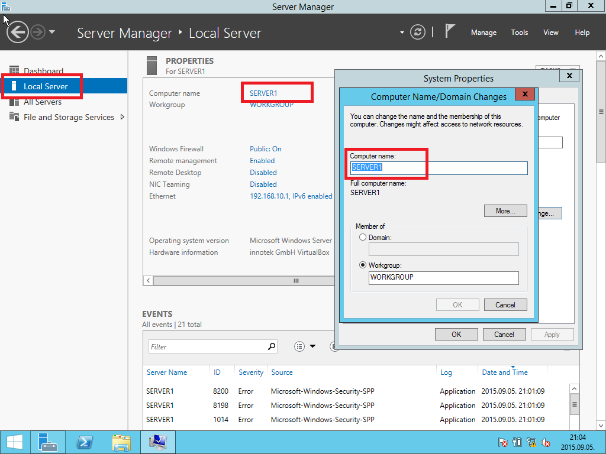 Server Manager
Server Manager • Local Server
Manage Tools View Help
Dashboard
Local Server
All Servers
File and Storage Services
PROPERTIES
For SERVER1
Computer name SERVER1
Workgroup WORKGROUP
Windows Firewall Public: On
Remote management Enabled
Remote Desktop Disabled
NIC Teaming Disabled
Ethernet 192.168.10.1, IPv6 enabled
Operating system version Microsoft Windows Server
Hardware information innotek GmbH VirtualBox
System Properties
Computer Name/Domain Changes
You can change the name and the membership of this
computer. Changes might affect access to network resources.
Computer name:
SERVER1
Full computer name:
SERVER1
More...
Member of
Domain:
Workgroup:
WORKGROUP
OK Cancel
OK Cancel Apply
EVENTS
All events | 21 total
Filter
Server Name ID Severity Source Log Date and Time
SERVER1 8200 Error Microsoft-Windows-Security-SPP Application 2015.09.05. 21:01:09
SERVER1 8198 Error Microsoft-Windows-Security-SPP Application 2015.09.05. 21:01:09
SERVER1 1014 Error Microsoft-Windows-Security-SPP Application 2015.09.05. 21:01:09
21:04
2015.09.05.